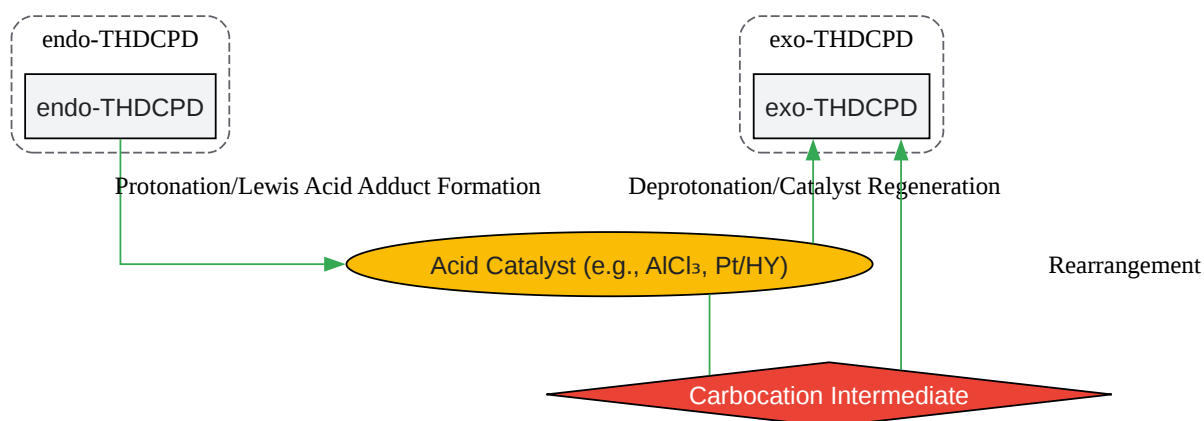 endo-THDCPD
exo-THDCPD
endo-THDCPD
exo-THDCPD
Protonation/Lewis Acid Adduct Formation
Deprotonation/Catalyst Regeneration
Acid Catalyst (e.g., AlCl₃, Pt/HY)
Rearrangement
Carbocation Intermediate